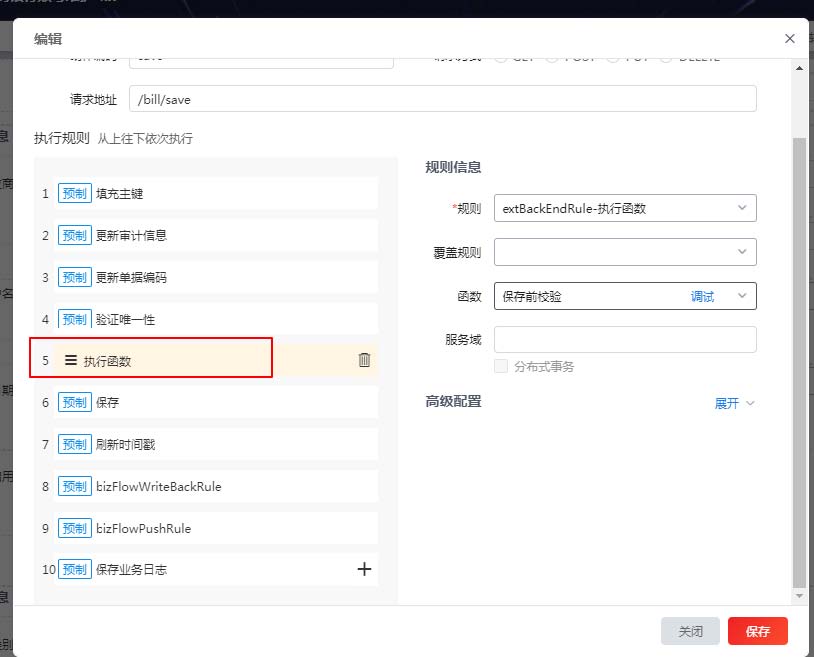 编辑
请求地址 /bill/save
执行规则 从上往下依次执行
1 预制 填充主键
2 预制 更新审计信息
3 预制 更新单据编码
4 预制 验证唯一性
5 执行函数
6 预制 保存
7 预制 刷新时间戳
8 预制 bizFlowWriteBackRule
9 预制 bizFlowPushRule
10 预制 保存业务日志
规则信息
*规则 extBackEndRule-执行函数
覆盖规则
函数 保存前校验 调试
服务域
分布式事务
高级配置 展开
关闭 保存